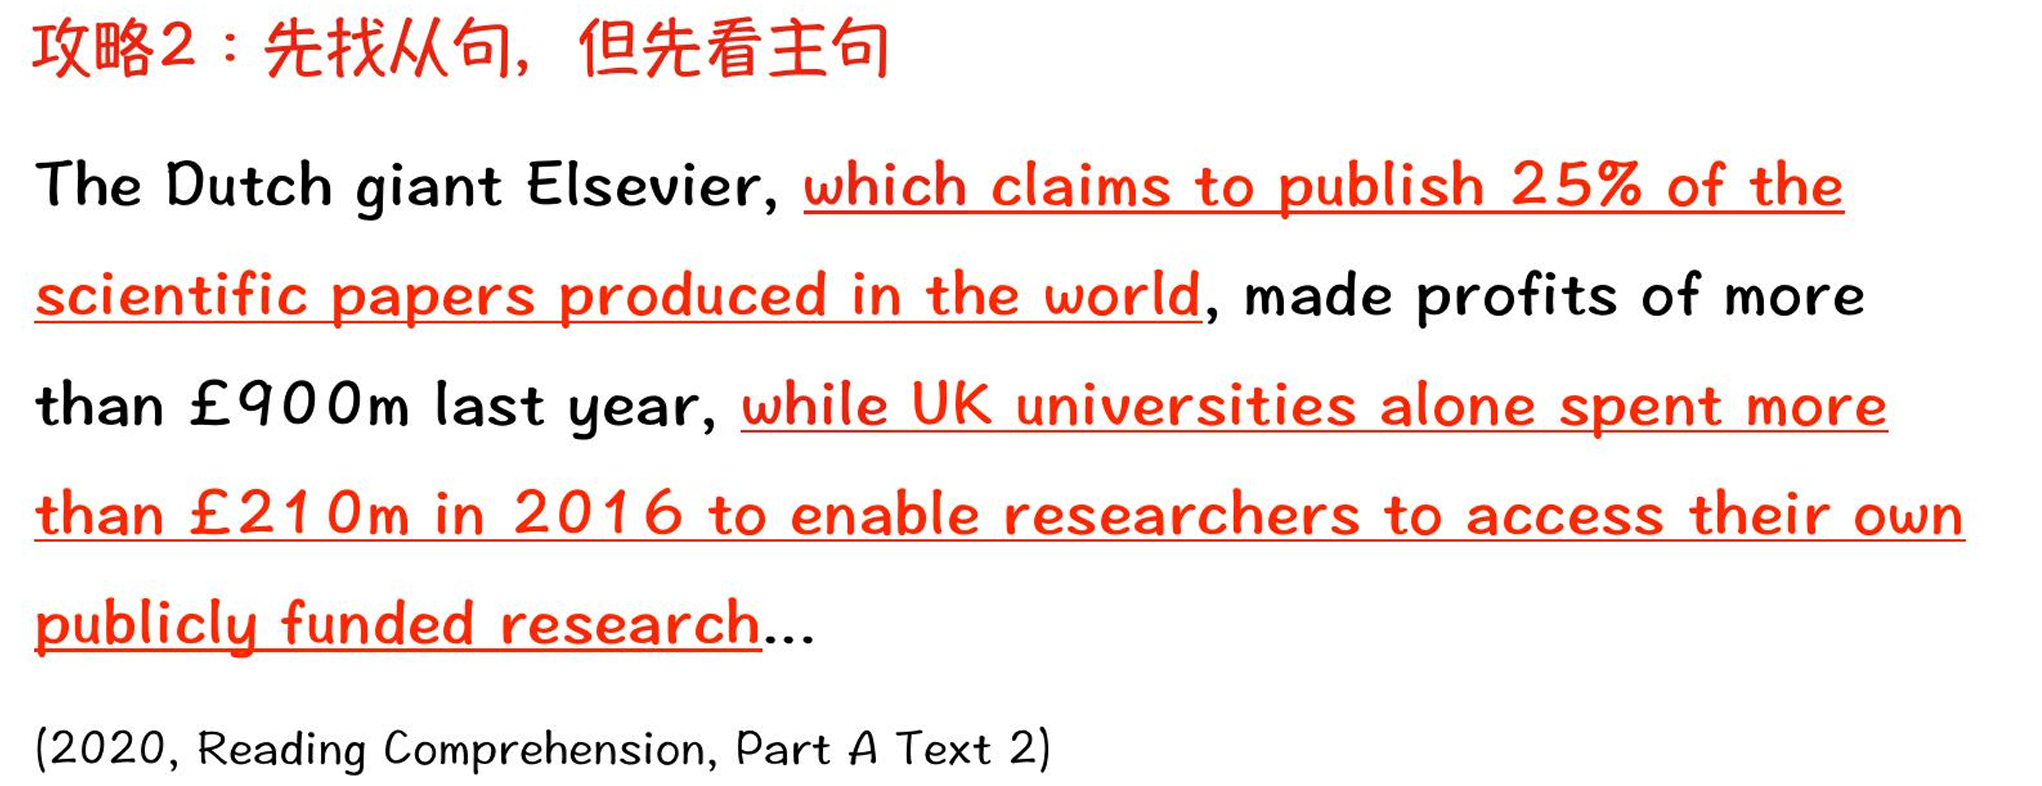 攻略2：先找从句，但先看主句
The Dutch giant Elsevier, which claims to publish 25% of the
scientific papers produced in the world, made profits of more
than £900m last year, while UK universities alone spent more
than £210m in 2016 to enable researchers to access their own
publicly funded research...
(2020, Reading Comprehension, Part A Text 2)